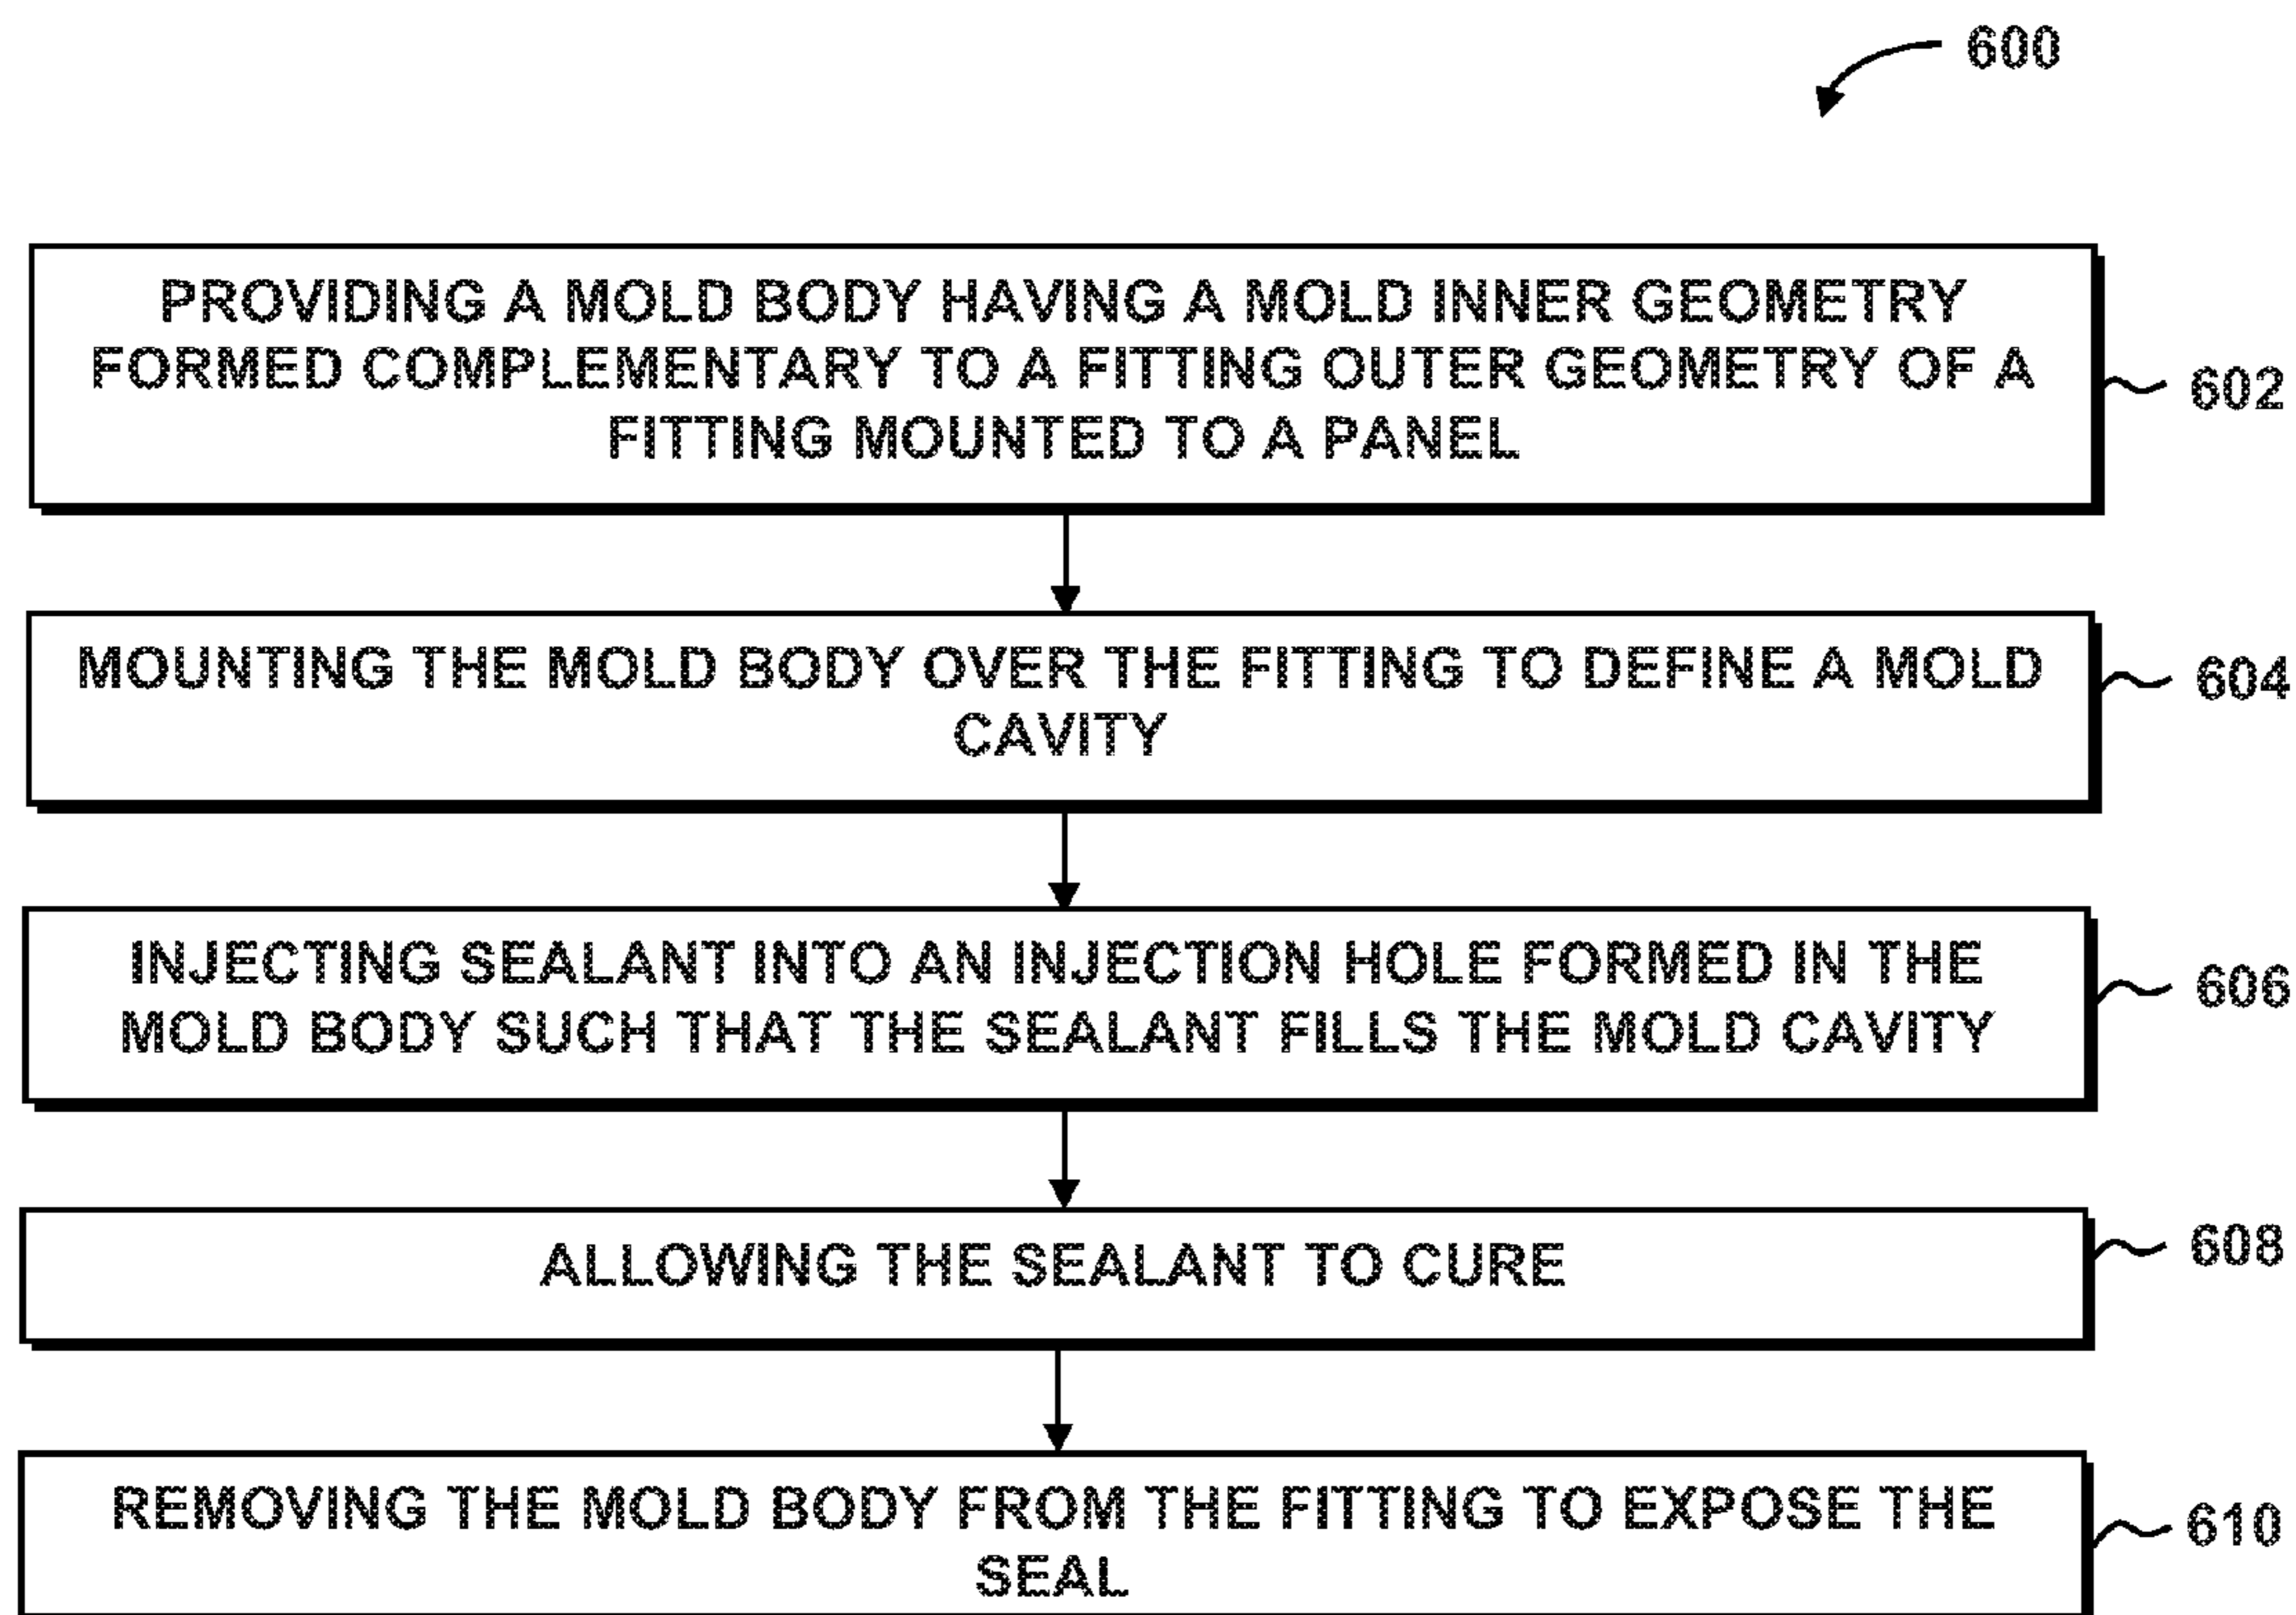 600
PROVIDING A MOLD BODY HAVING A MOLD INNER GEOMETRY
FORMED COMPLEMENTARY TO A FITTING OUTER GEOMETRY OF A
FITTING MOUNTED TO A PANEL
602
MOUNTING THE MOLD BODY OVER THE FITTING TO DEFINE A MOLD
CAVITY
604
INJECTING SEALANT INTO AN INJECTION HOLE FORMED IN THE
MOLD BODY SUCH THAT THE SEALANT FILLS THE MOLD CAVITY
606
ALLOWING THE SEALANT TO CURE
608
REMOVING THE MOLD BODY FROM THE FITTING TO EXPOSE THE
SEAL
610